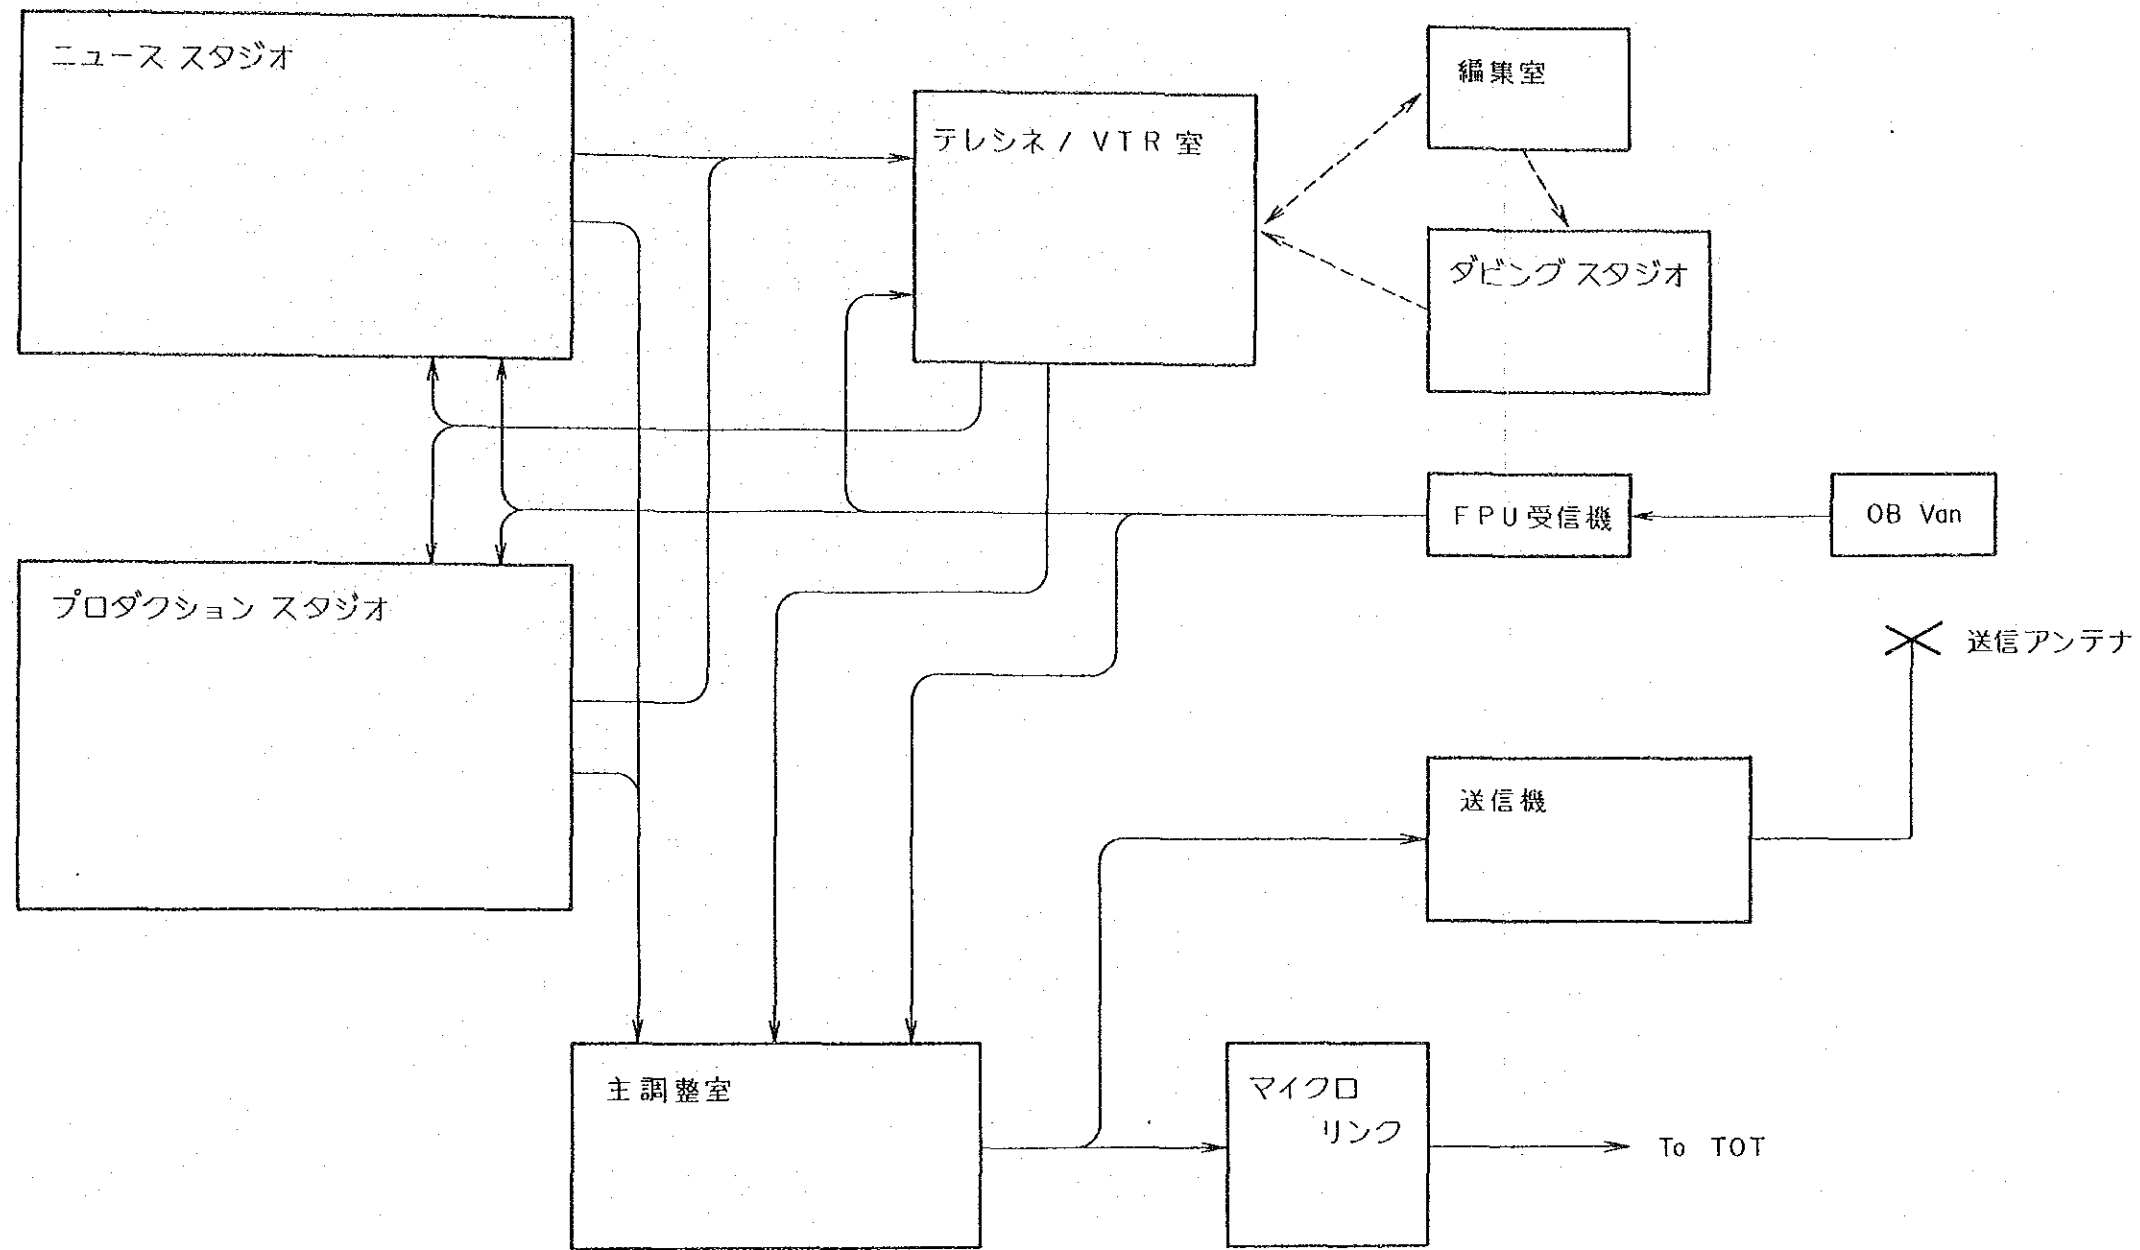 ニュース スタジオ
編集室
テレシネ / VTR 室
ダビング スタジオ
FPU受信機
OB Van
プロダクション スタジオ
送信アンテナ
送信機
主調整室
マイクロ
リンク
To TOT